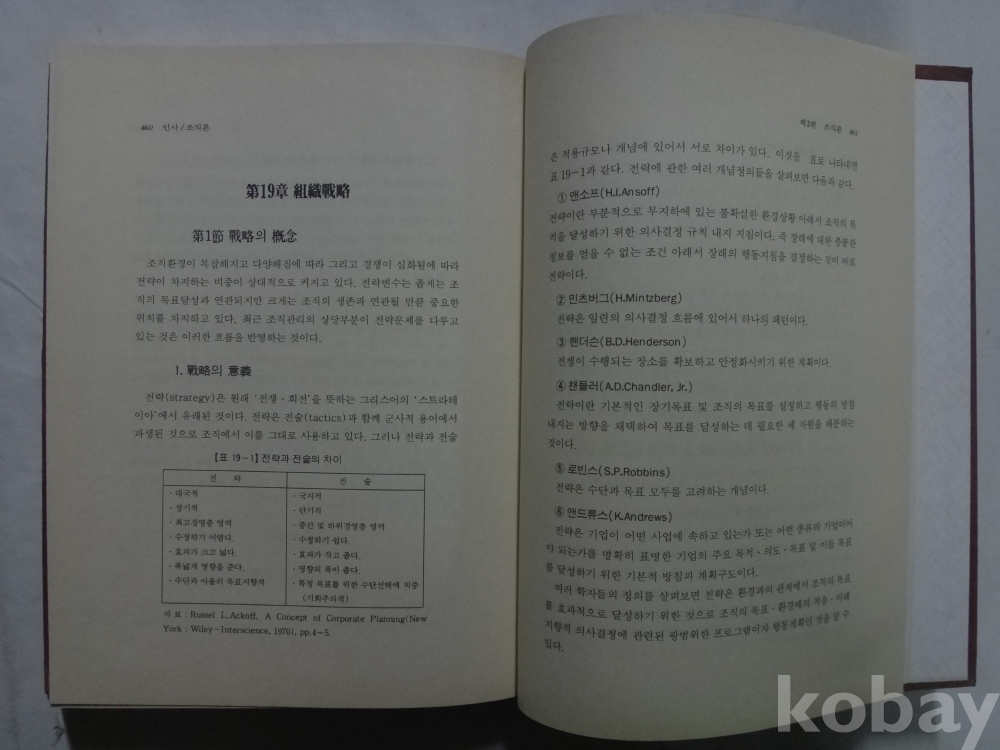 460 인사/조직론
第19章 組織戰略
第1節 戰略의 槪念
조직환경이 복잡해지고 다양해짐에 따라 그리고 경쟁이 심화됨에 따라
전략이 차지하는 비중이 상대적으로 커지고 있다. 전략변수는 좁게는 조
직의 목표달성과 연관되지만 크게는 조직의 생존과 연관될 만큼 중요한
위치를 차지하고 있다. 최근 조직관리의 상당부분이 전략문제를 다루고
있는 것은 이러한 흐름을 반영하는 것이다.
1. 戰略의 意義
전략(strategy)은 원래 '전쟁·회전'을 뜻하는 그리스어의 '스트라테
이아'에서 유래된 것이다. 전략은 전술(tactics)과 함께 군사적 용어에서
파생된 것으로 조직에서 이를 그대로 사용하고 있다. 그러나 전략과 전술
[표 19-1] 전략과 전술의 차이
전 략 전 술
·대국적 ·국지적
·장기적 ·단기적
·최고경영층 영역 ·중간 및 하위경영층 영역
·수정하기 어렵다. ·수정하기 쉽다.
·효과가 크고 넓다. ·효과가 작고 좁다.
·폭넓게 영향을 준다. ·영향의 폭이 좁다.
·수단과 아울러 목표지향적 ·특정 목표를 위한 수단선택에 치중
(기회주의적)
자료: Russel L. Ackoff, A Concept of Corporate Planning(New
York : Wiley-Interscience, 1970), pp.4~5.
제2편 조직론 461
은 적용규모나 개념에 있어서 서로 차이가 있다. 이것을 표로 나타내면
표 19-1과 같다. 전략에 관한 여러 개념정의들을 살펴보면 다음과 같다.
① 앤소프(H.I.Ansoff)
전략이란 부분적으로 무지하에 있는 불확실한 환경상황 아래서 조직의 목
적을 달성하기 위한 의사결정 규칙 내지 지침이다. 즉 장래에 대한 충분한
정보를 얻을 수 없는 조건 아래서 장래의 행동지침을 결정하는 것이 바로
전략이다.
② 민츠버그(H.Mintzberg)
전략은 일련의 의사결정 흐름에 있어서 하나의 패턴이다.
③ 핸더슨(B.D.Henderson)
전쟁이 수행되는 장소를 확보하고 안정화시키기 위한 계획이다.
④ 챈들러(A.D.Chandler, Jr.)
전략이란 기본적인 장기목표 및 조직의 목표를 설정하고 행동의 방침
내지는 방향을 채택하여 목표를 달성하는 데 필요한 제 자원을 배분하는
것이다.
⑤ 로빈스(S.P.Robbins)
전략은 수단과 목표 모두를 고려하는 개념이다.
⑥ 앤드류스(K.Andrews)
전략은 기업이 어떤 사업에 속하고 있는가 또는 어떤 종류의 기업이어
야 되는가를 명확히 표명한 기업의 주요 목적·의도·목표 및 이들 목표
를 달성하기 위한 기본적 방침과 계획구도이다.
여러 학자들의 정의를 살펴보면 전략은 환경과의 관계에서 조직의 목표
를 효과적으로 달성하기 위한 것으로 조직의 목표·환경에의 적응·미래
지향적 의사결정에 관련된 광범위한 프로그램이자 행동계획인 것을 알 수
있다.
kobay